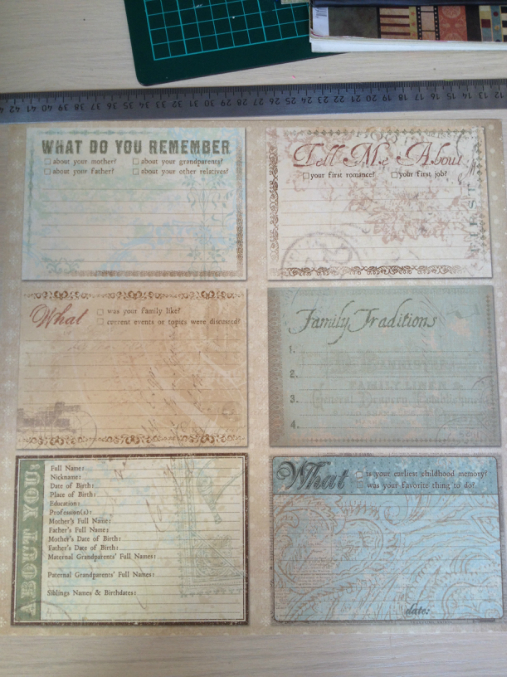 WHAT DO YOU REMEMBER
about your mother? about your grandparents?
about your father? about your other relatives?
Tell Me About
your first romance? your first job?
What
was your family like?
current events or topics were discussed?
Family Traditions
1.
2.
3.
4.
ABOUT YOU:
Full Name:
Nickname:
Date of Birth:
Place of Birth:
Education:
Profession(s):
Mother's Full Name:
Father's Full Name:
Mother's Date of Birth:
Father's Date of Birth:
Maternal Grandparents' Full Names:
Paternal Grandparents' Full Names:
Siblings Names & Birthdates:
What
is your earliest childhood memory?
was your favorite thing to do?
date: